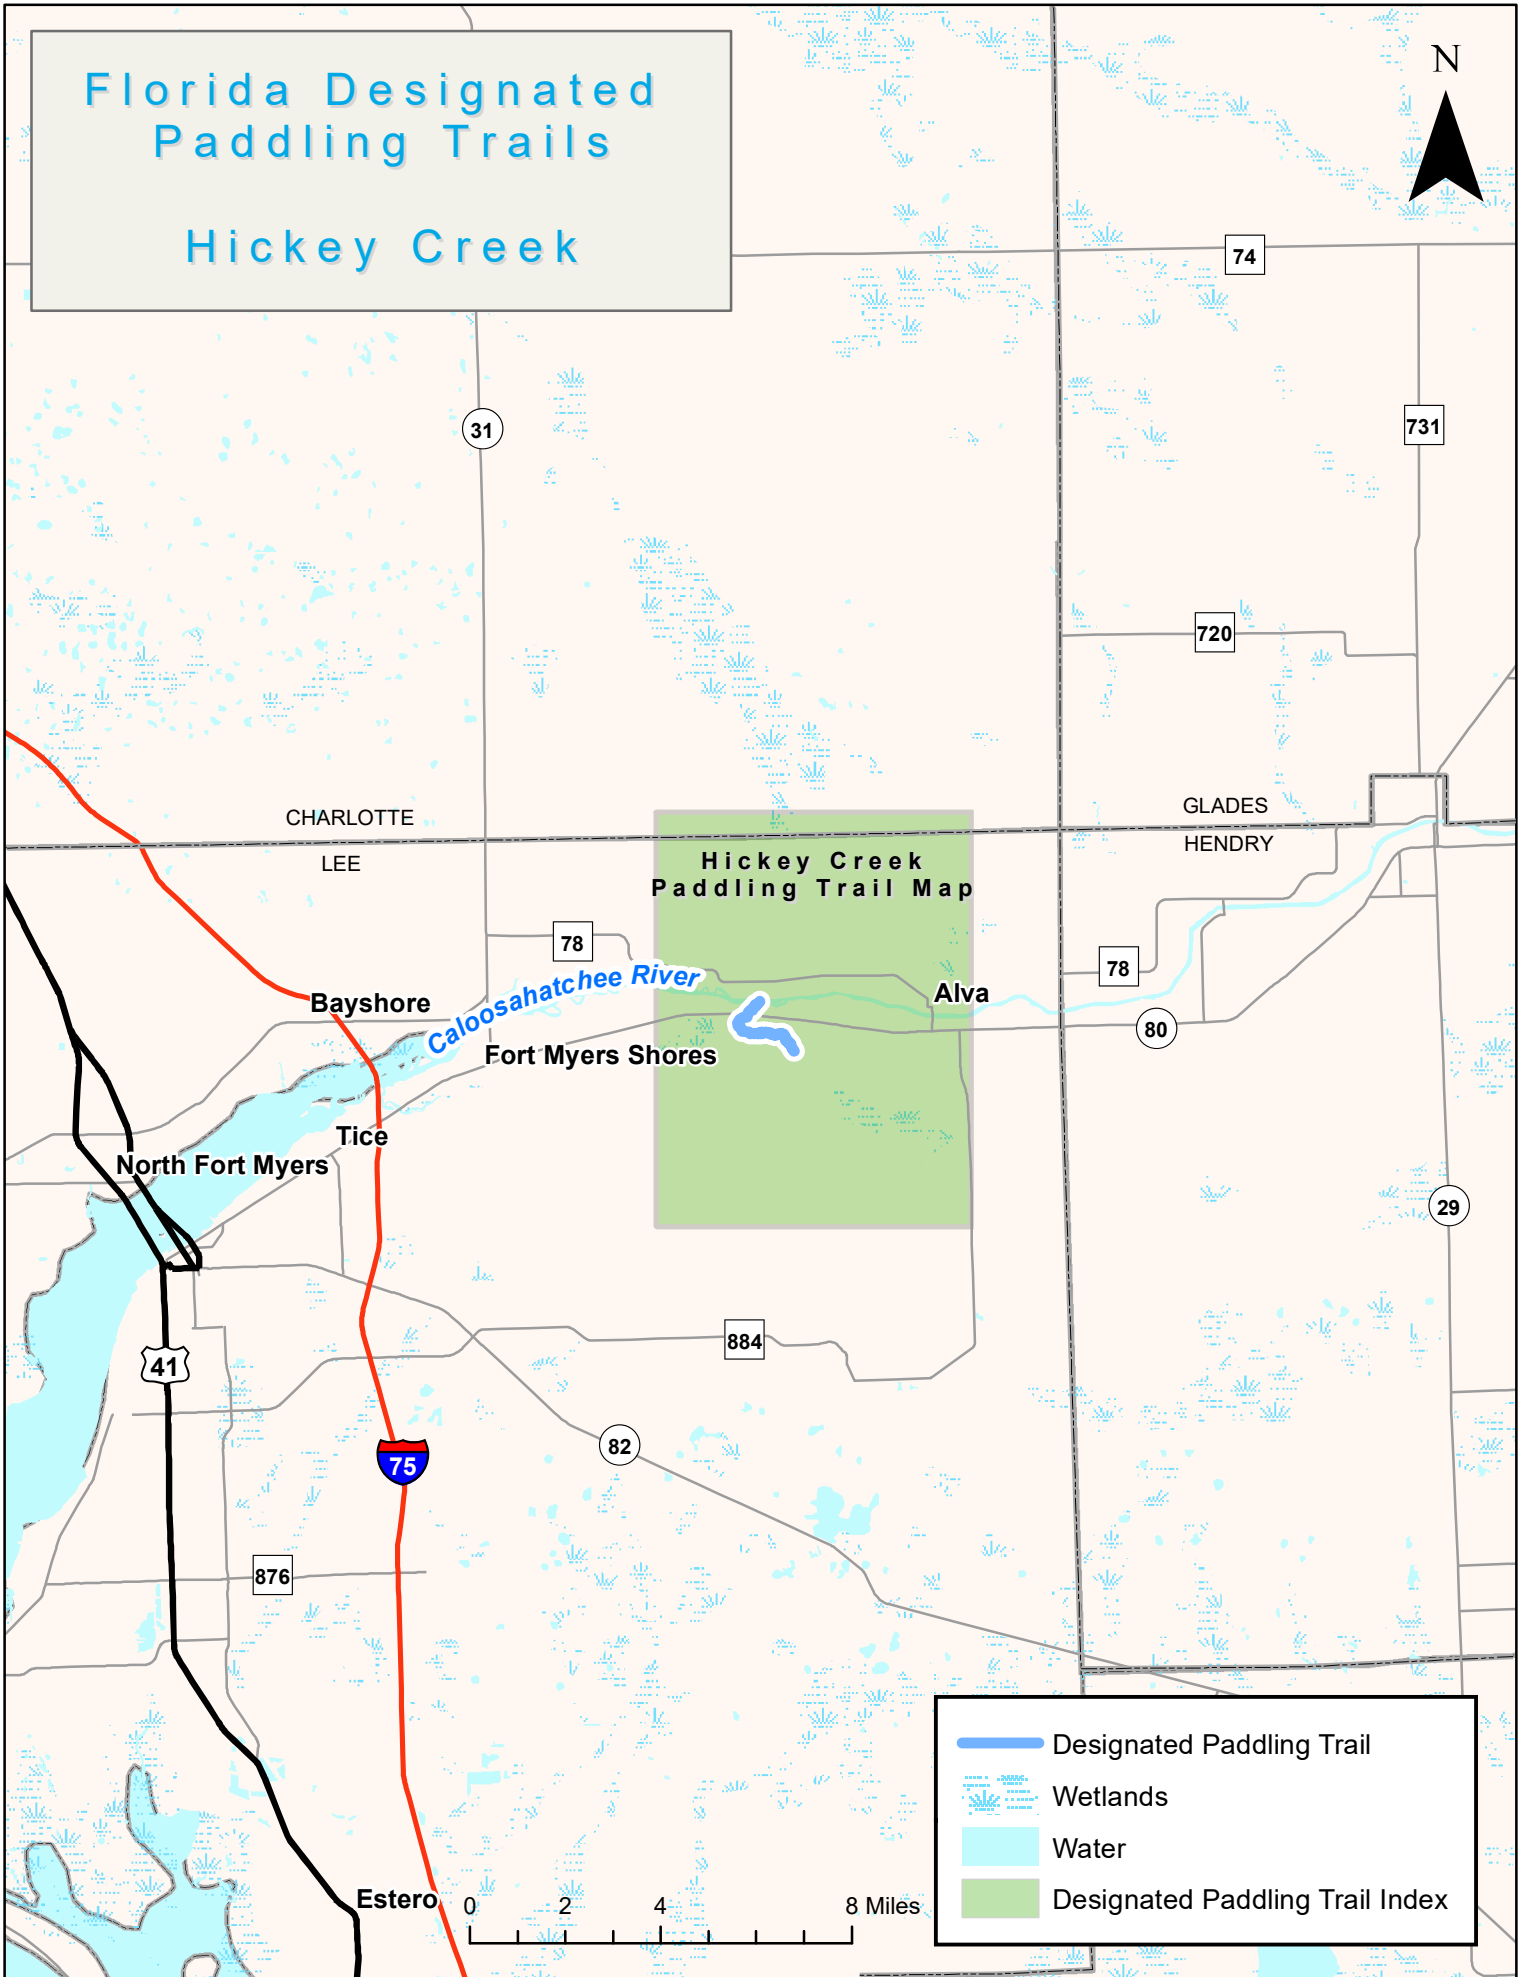 Florida Designated
Paddling Trails
Hickey Creek
N
74
31
731
720
CHARLOTTE
LEE
GLADES
HENDRY
Hickey Creek
Paddling Trail Map
78
78
Caloosahatchee River
Bayshore
Alva
80
Fort Myers Shores
Tice
North Fort Myers
29
884
41
82
75
876
Designated Paddling Trail
Wetlands
Water
Designated Paddling Trail Index
Estero
0 2 4 8 Miles